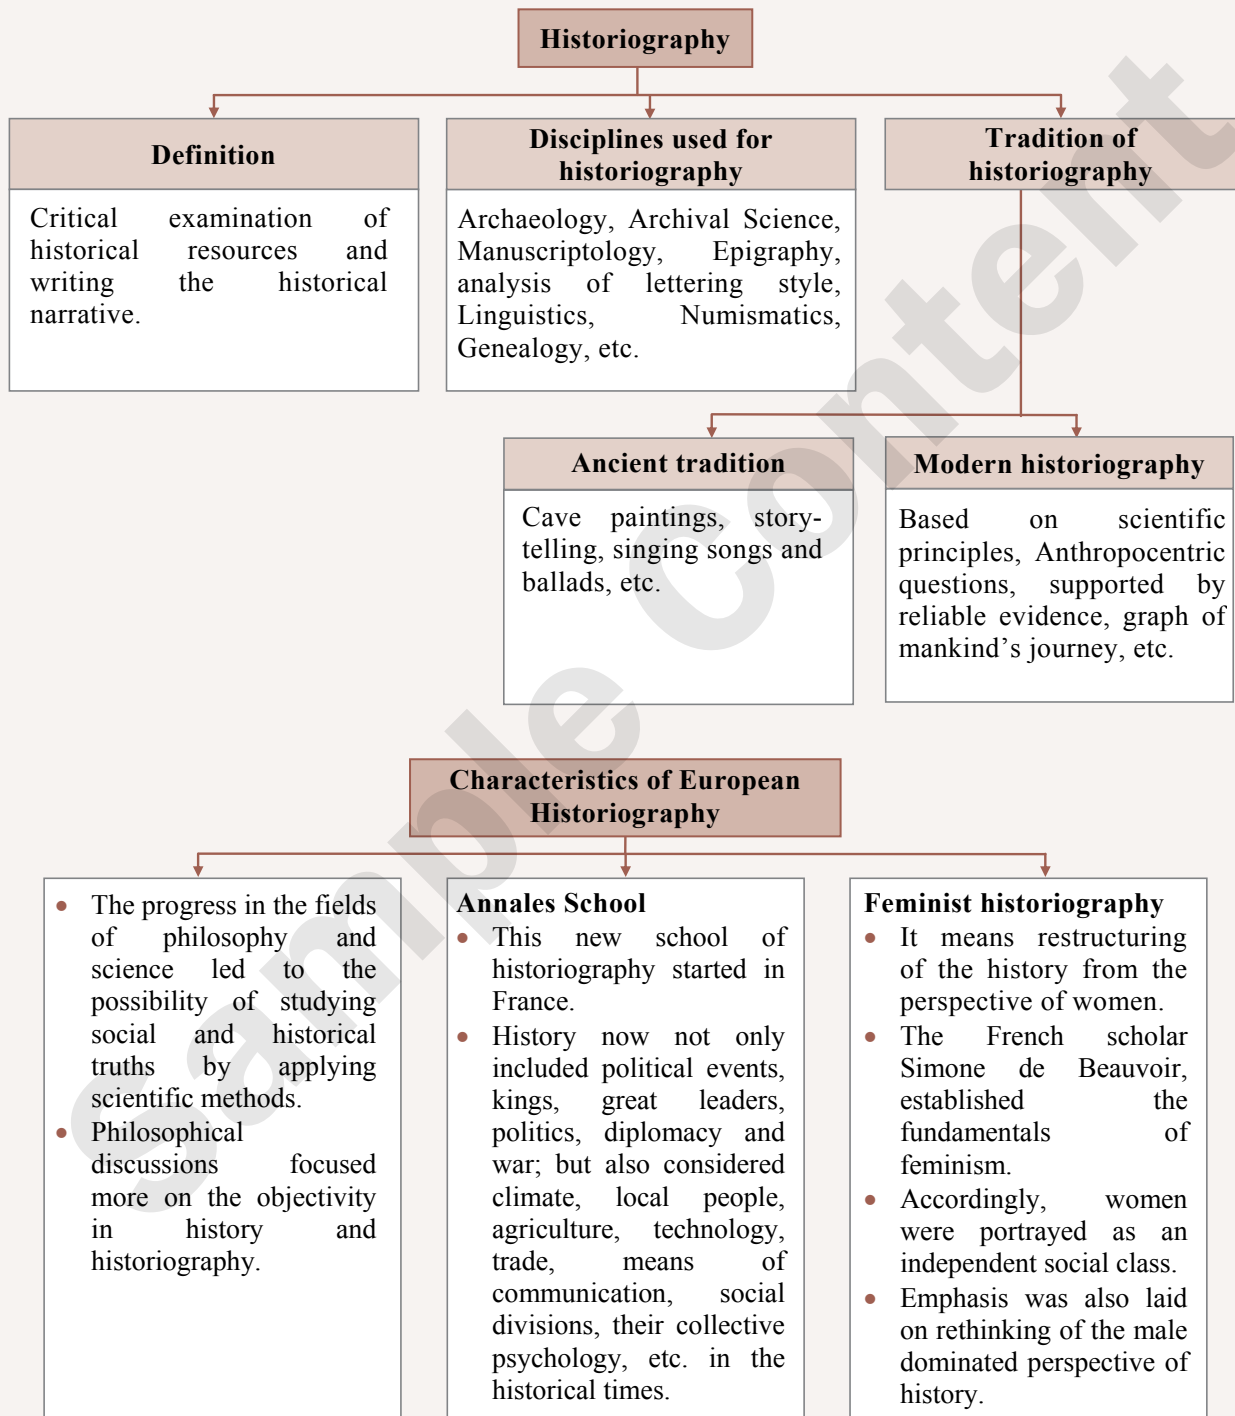 Historiography
Definition
Critical examination of
historical resources and
writing the historical
narrative.
Disciplines used for
historiography
Archaeology, Archival Science,
Manuscriptology, Epigraphy,
analysis of lettering style,
Linguistics, Numismatics,
Genealogy, etc.
Tradition of
historiography
Ancient tradition
Cave paintings, story-
telling, singing songs and
ballads, etc.
Modern historiography
Based on scientific
principles, Anthropocentric
questions, supported by
reliable evidence, graph of
mankind’s journey, etc.
Characteristics of European
Historiography
• The progress in the fields
of philosophy and
science led to the
possibility of studying
social and historical
truths by applying
scientific methods.
• Philosophical
discussions focused
more on the objectivity
in history and
historiography.
Annales School
• This new school of
historiography started in
France.
• History now not only
included political events,
kings, great leaders,
politics, diplomacy and
war; but also considered
climate, local people,
agriculture, technology,
trade, means of
communication, social
divisions, their collective
psychology, etc. in the
historical times.
Feminist historiography
• It means restructuring
of the history from the
perspective of women.
• The French scholar
Simone de Beauvoir,
established the
fundamentals of
feminism.
• Accordingly, women
were portrayed as an
independent social class.
• Emphasis was also laid
on rethinking of the male
dominated perspective of
history.
Sample Content